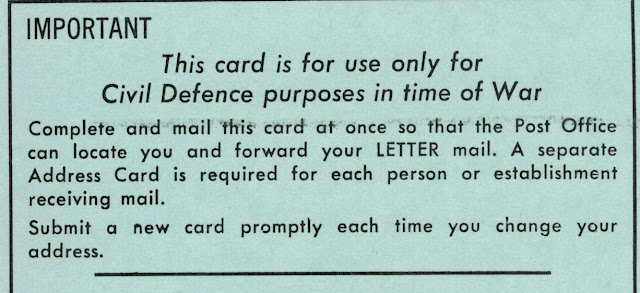 IMPORTANT
This card is for use only for
Civil Defence purposes in time of War
Complete and mail this card at once so that the Post Office
can locate you and forward your LETTER mail. A separate
Address Card is required for each person or establishment
receiving mail.
Submit a new card promptly each time you change your
address.